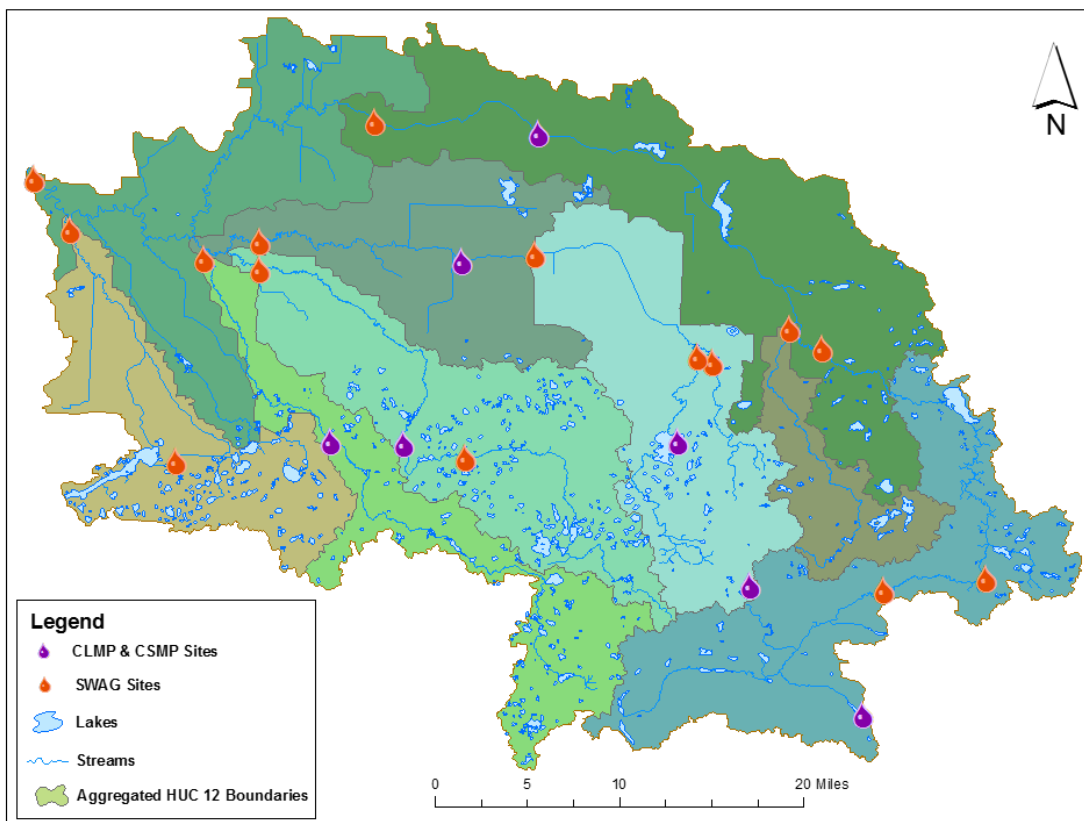 N
Legend
CLMP & CSMP Sites
SWAG Sites
Lakes
Streams
Aggregated HUC 12 Boundaries
0 5 10 20 Miles